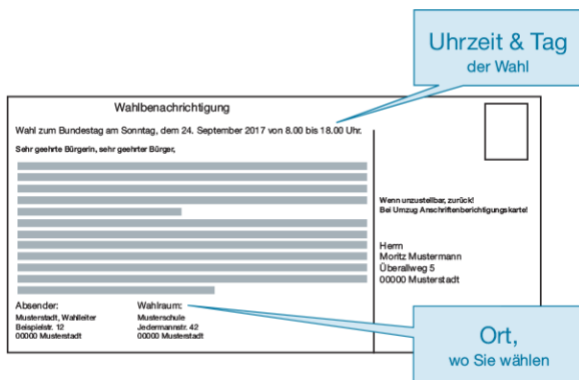 Uhrzeit & Tag
der Wahl
Wahlbenachrichtigung
Wahl zum Bundestag am Sonntag, dem 24. September 2017 von 8.00 bis 18.00 Uhr.
Sehr geehrte Bürgerin, sehr geehrter Bürger,
Wenn unzustellbar, zurück!
Bei Umzug Anschriftenberichtigungskarte!
Herrn
Moritz Mustermann
Überallweg 5
00000 Musterstadt
Absender:
Musterstadt, Wahlleiter
Beispielstr. 12
00000 Musterstadt
Wahlraum:
Musterschule
Jedermannstr. 42
00000 Musterstadt
Ort,
wo Sie wählen